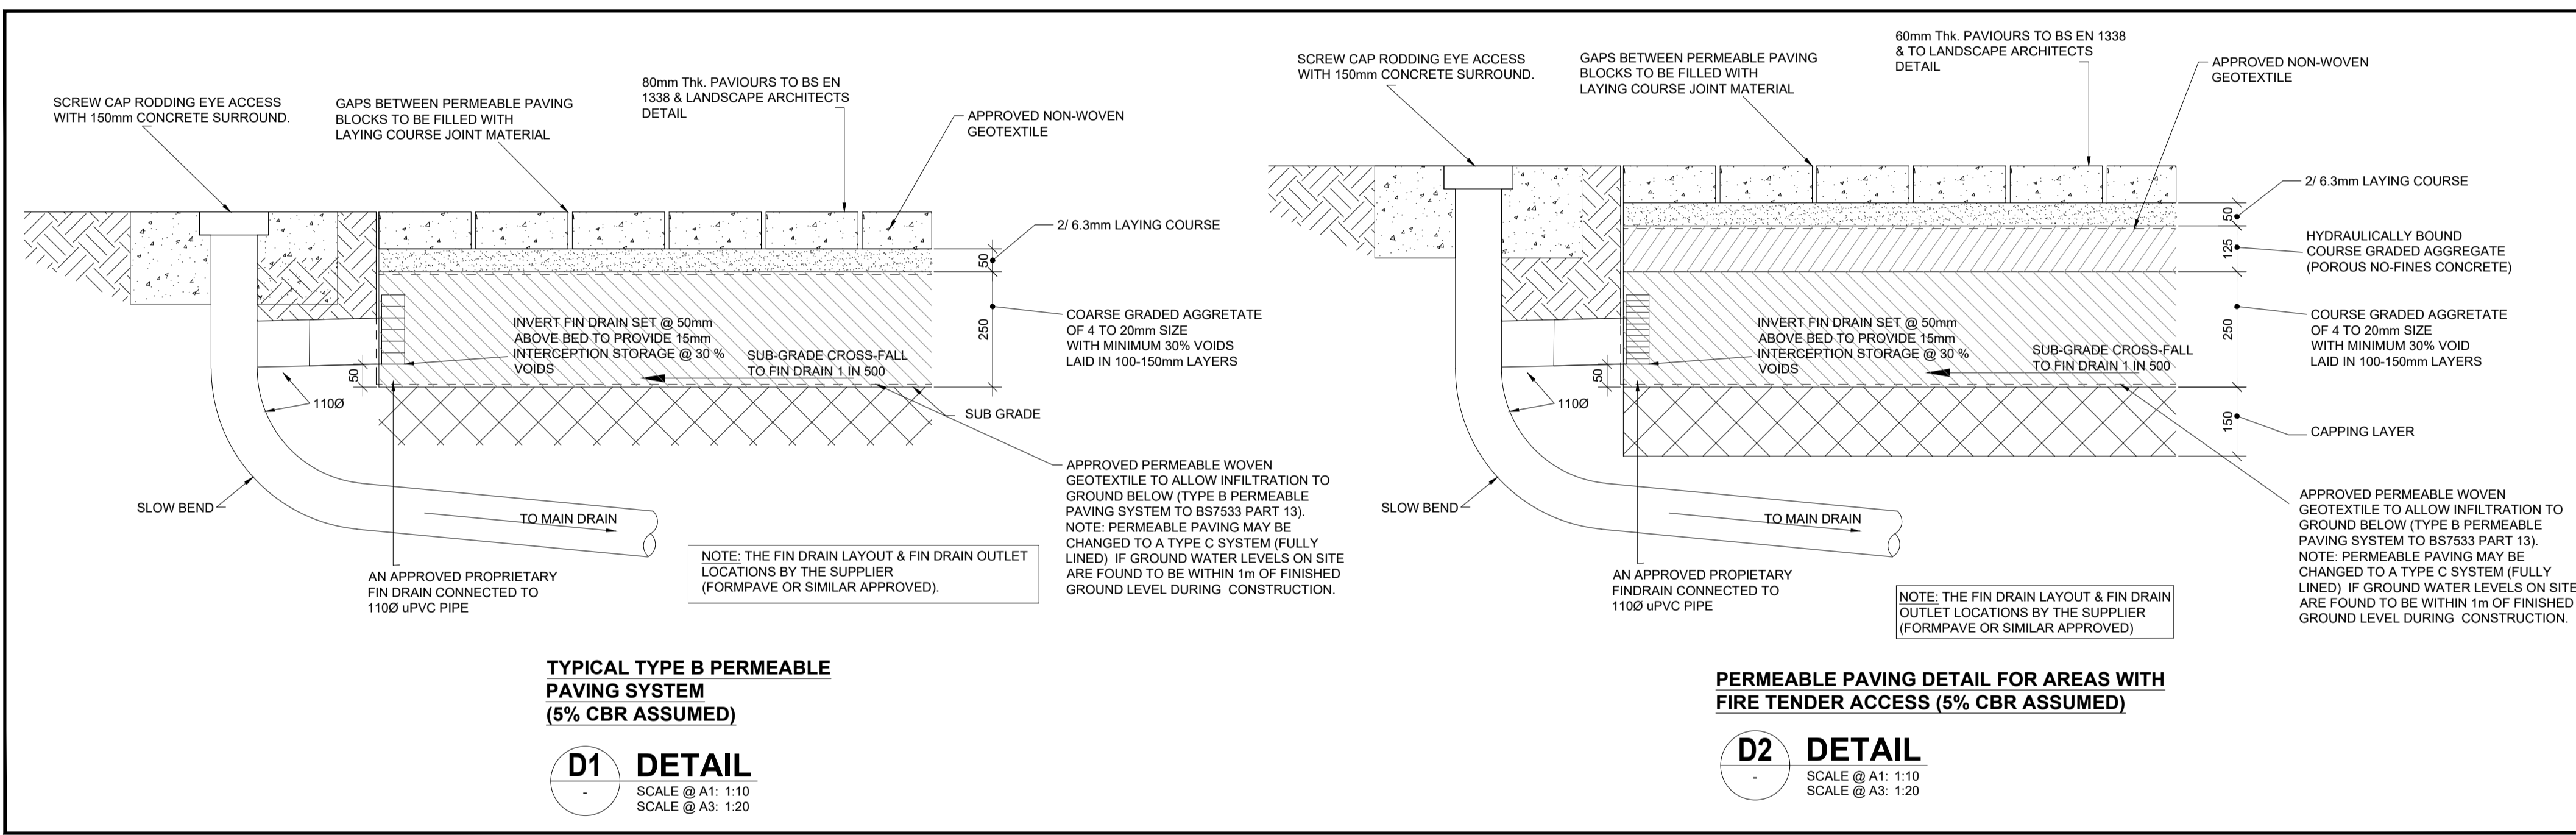 SCREW CAP RODDING EYE ACCESS
WITH 150mm CONCRETE SURROUND.
GAPS BETWEEN PERMEABLE PAVING
BLOCKS TO BE FILLED WITH
LAYING COURSE JOINT MATERIAL
80mm Thk. PAVIOURS TO BS EN
1338 & LANDSCAPE ARCHITECTS
DETAIL
APPROVED NON-WOVEN
GEOTEXTILE
2/ 6.3mm LAYING COURSE
50
250
COARSE GRADED AGGRETATE
OF 4 TO 20mm SIZE
WITH MINIMUM 30% VOIDS
LAID IN 100-150mm LAYERS
INVERT FIN DRAIN SET @ 50mm
ABOVE BED TO PROVIDE 15mm
INTERCEPTION STORAGE @ 30 %
VOIDS
SUB-GRADE CROSS-FALL
TO FIN DRAIN 1 IN 500
50
110Ø
SUB GRADE
APPROVED PERMEABLE WOVEN
GEOTEXTILE TO ALLOW INFILTRATION TO
GROUND BELOW (TYPE B PERMEABLE
PAVING SYSTEM TO BS7533 PART 13).
NOTE: PERMEABLE PAVING MAY BE
CHANGED TO A TYPE C SYSTEM (FULLY
LINED) IF GROUND WATER LEVELS ON SITE
ARE FOUND TO BE WITHIN 1m OF FINISHED
GROUND LEVEL DURING CONSTRUCTION.
SLOW BEND
TO MAIN DRAIN
AN APPROVED PROPRIETARY
FIN DRAIN CONNECTED TO
110Ø uPVC PIPE
NOTE: THE FIN DRAIN LAYOUT & FIN DRAIN OUTLET
LOCATIONS BY THE SUPPLIER
(FORMPAVE OR SIMILAR APPROVED).
TYPICAL TYPE B PERMEABLE
PAVING SYSTEM
(5% CBR ASSUMED)
D1
-
DETAIL
SCALE @ A1: 1:10
SCALE @ A3: 1:20
SCREW CAP RODDING EYE ACCESS
WITH 150mm CONCRETE SURROUND.
GAPS BETWEEN PERMEABLE PAVING
BLOCKS TO BE FILLED WITH
LAYING COURSE JOINT MATERIAL
60mm Thk. PAVIOURS TO BS EN 1338
& TO LANDSCAPE ARCHITECTS
DETAIL
APPROVED NON-WOVEN
GEOTEXTILE
2/ 6.3mm LAYING COURSE
50
125
HYDRAULICALLY BOUND
COURSE GRADED AGGREGATE
(POROUS NO-FINES CONCRETE)
250
COURSE GRADED AGGRETATE
OF 4 TO 20mm SIZE
WITH MINIMUM 30% VOID
LAID IN 100-150mm LAYERS
150
CAPPING LAYER
INVERT FIN DRAIN SET @ 50mm
ABOVE BED TO PROVIDE 15mm
INTERCEPTION STORAGE @ 30 %
VOIDS
SUB-GRADE CROSS-FALL
TO FIN DRAIN 1 IN 500
50
110Ø
APPROVED PERMEABLE WOVEN
GEOTEXTILE TO ALLOW INFILTRATION TO
GROUND BELOW (TYPE B PERMEABLE
PAVING SYSTEM TO BS7533 PART 13).
NOTE: PERMEABLE PAVING MAY BE
CHANGED TO A TYPE C SYSTEM (FULLY
LINED) IF GROUND WATER LEVELS ON SITE
ARE FOUND TO BE WITHIN 1m OF FINISHED
GROUND LEVEL DURING CONSTRUCTION.
SLOW BEND
TO MAIN DRAIN
AN APPROVED PROPIETARY
FINDRAIN CONNECTED TO
110Ø uPVC PIPE
NOTE: THE FIN DRAIN LAYOUT & FIN DRAIN
OUTLET LOCATIONS BY THE SUPPLIER
(FORMPAVE OR SIMILAR APPROVED)
PERMEABLE PAVING DETAIL FOR AREAS WITH
FIRE TENDER ACCESS (5% CBR ASSUMED)
D2
-
DETAIL
SCALE @ A1: 1:10
SCALE @ A3: 1:20